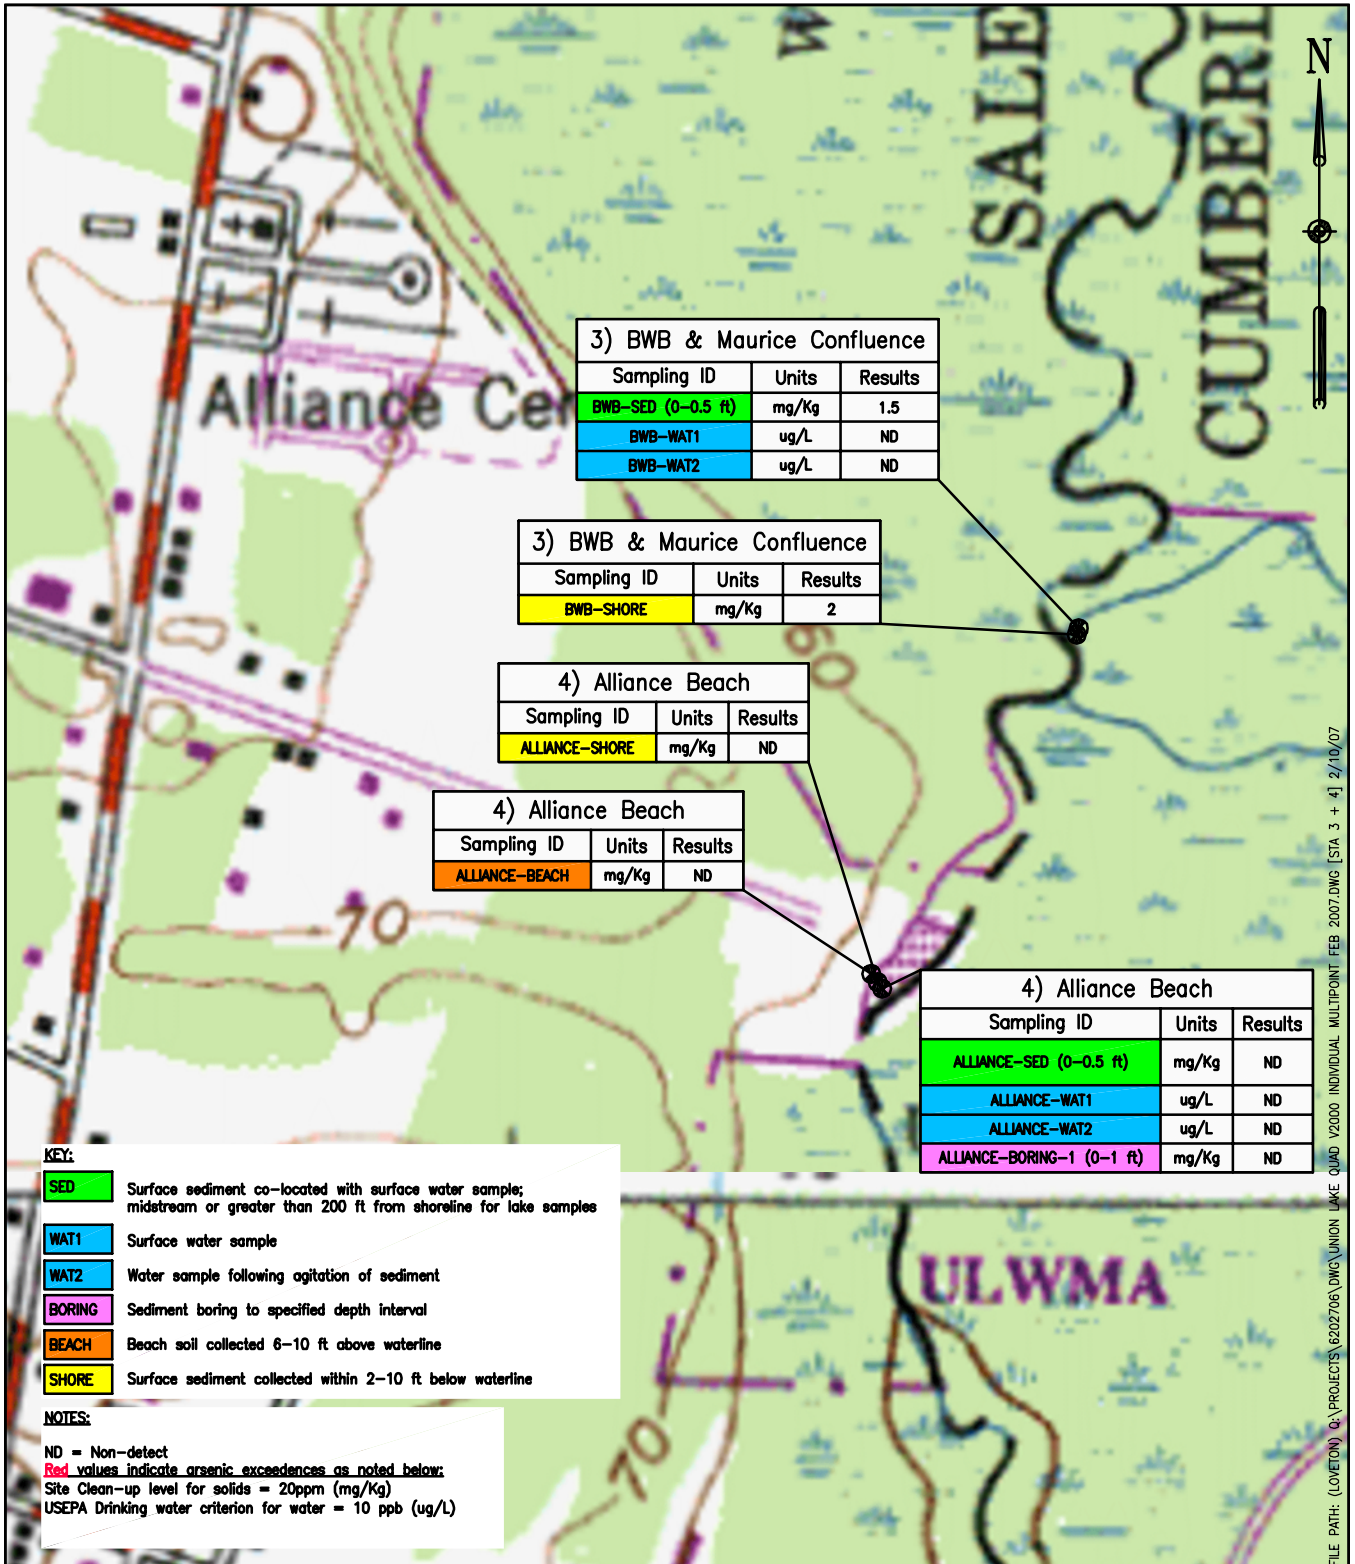 W
SALE
CUMBERL
N
Alliance Cem
3) BWB & Maurice Confluence
Sampling ID Units Results
BWB-SED (0-0.5 ft) mg/Kg 1.5
BWB-WAT1 ug/L ND
BWB-WAT2 ug/L ND
3) BWB & Maurice Confluence
Sampling ID Units Results
BWB-SHORE mg/Kg 2
60
4) Alliance Beach
Sampling ID Units Results
ALLIANCE-SHORE mg/Kg ND
4) Alliance Beach
Sampling ID Units Results
ALLIANCE-BEACH mg/Kg ND
70
4) Alliance Beach
Sampling ID Units Results
ALLIANCE-SED (0-0.5 ft) mg/Kg ND
ALLIANCE-WAT1 ug/L ND
ALLIANCE-WAT2 ug/L ND
ALLIANCE-BORING-1 (0-1 ft) mg/Kg ND
KEY:
SED Surface sediment co-located with surface water sample;
midstream or greater than 200 ft from shoreline for lake samples
WAT1 Surface water sample
WAT2 Water sample following agitation of sediment
BORING Sediment boring to specified depth interval
BEACH Beach soil collected 6-10 ft above waterline
SHORE Surface sediment collected within 2-10 ft below waterline
ULWMA
70
NOTES:
ND = Non-detect
Red values indicate arsenic exceedences as noted below:
Site Clean-up level for solids = 20ppm (mg/Kg)
USEPA Drinking water criterion for water = 10 ppb (ug/L)
FILE PATH: (LOVETON) Q:\PROJECTS\6202706\DWG\UNION LAKE QUAD V2000 INDIVIDUAL MULTIPOINT FEB 2007.DWG [STA 3 + 4] 2/10/07